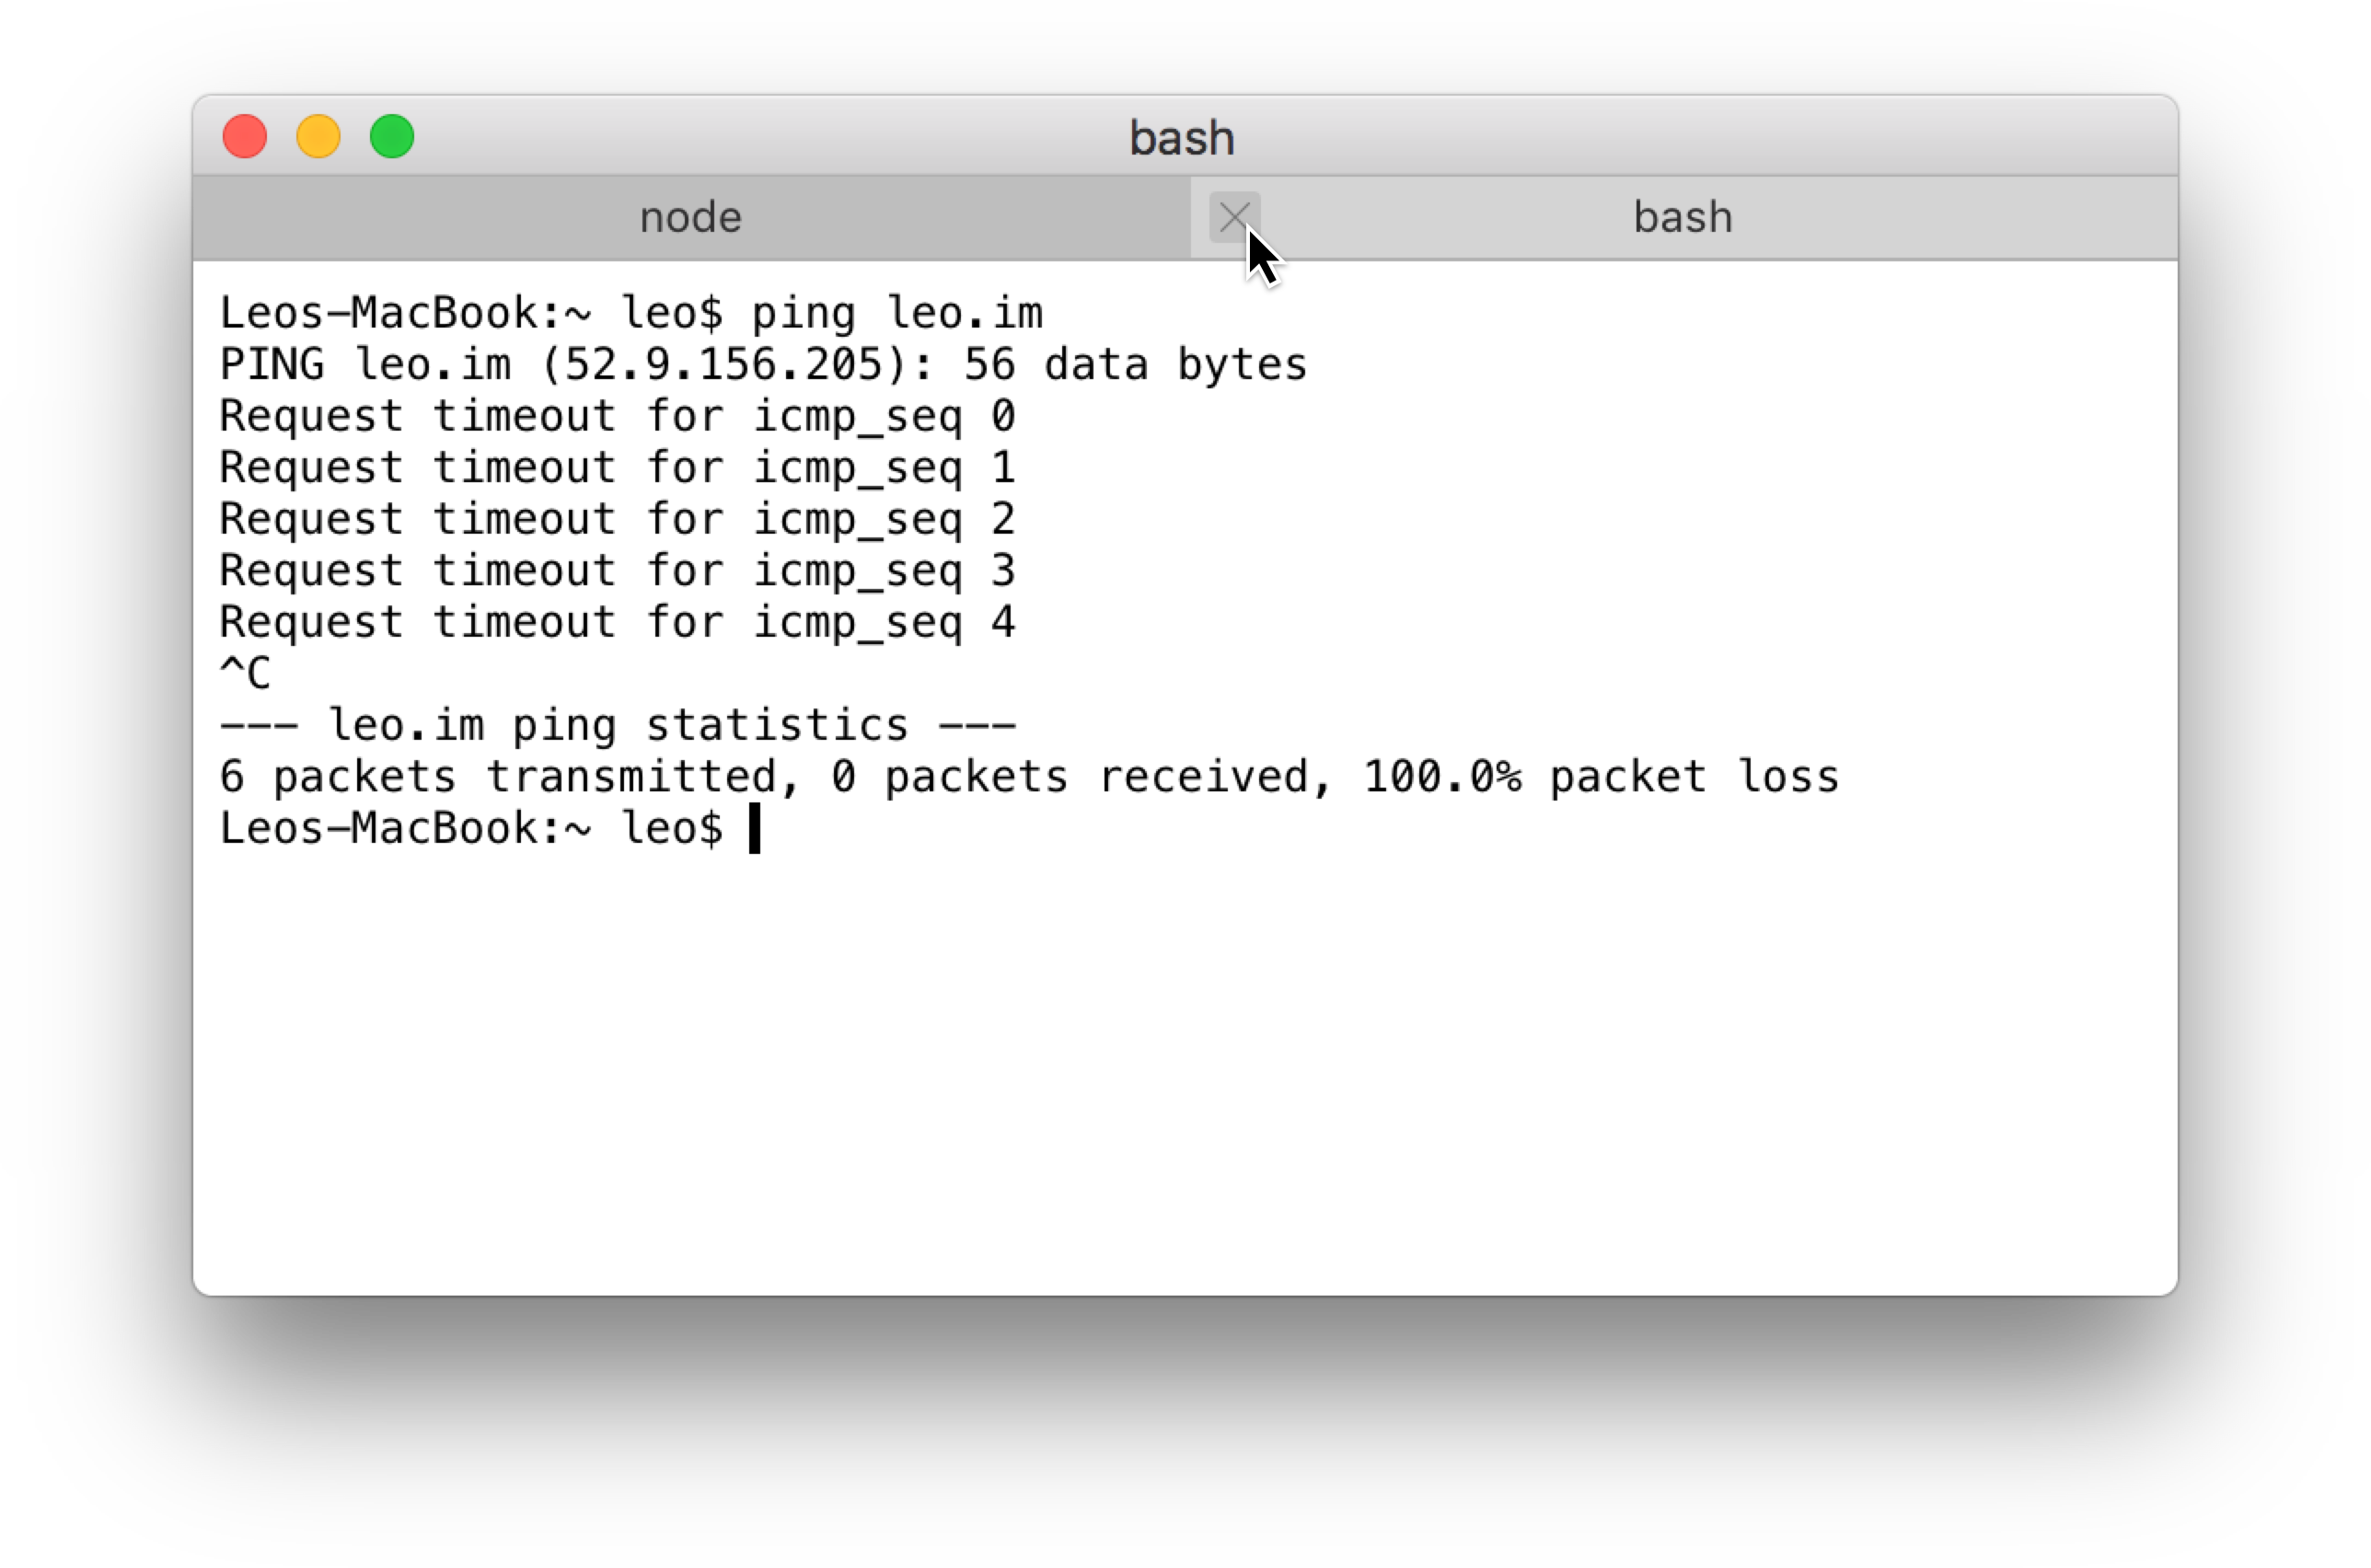 bash
node
bash
Leos-MacBook:~ leo$ ping leo.im
PING leo.im (52.9.156.205): 56 data bytes
Request timeout for icmp_seq 0
Request timeout for icmp_seq 1
Request timeout for icmp_seq 2
Request timeout for icmp_seq 3
Request timeout for icmp_seq 4
^C
--- leo.im ping statistics ---
6 packets transmitted, 0 packets received, 100.0% packet loss
Leos-MacBook:~ leo$